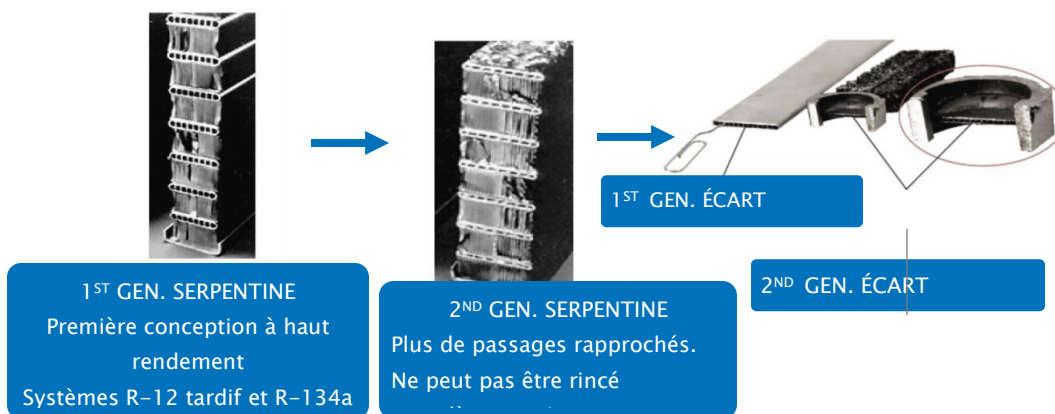 1ST GEN. SERPENTINE
Première conception à haut
rendement
Systèmes R-12 tardif et R-134a
2ND GEN. SERPENTINE
Plus de passages rapprochés.
Ne peut pas être rincé
1ST GEN. ÉCART
2ND GEN. ÉCART